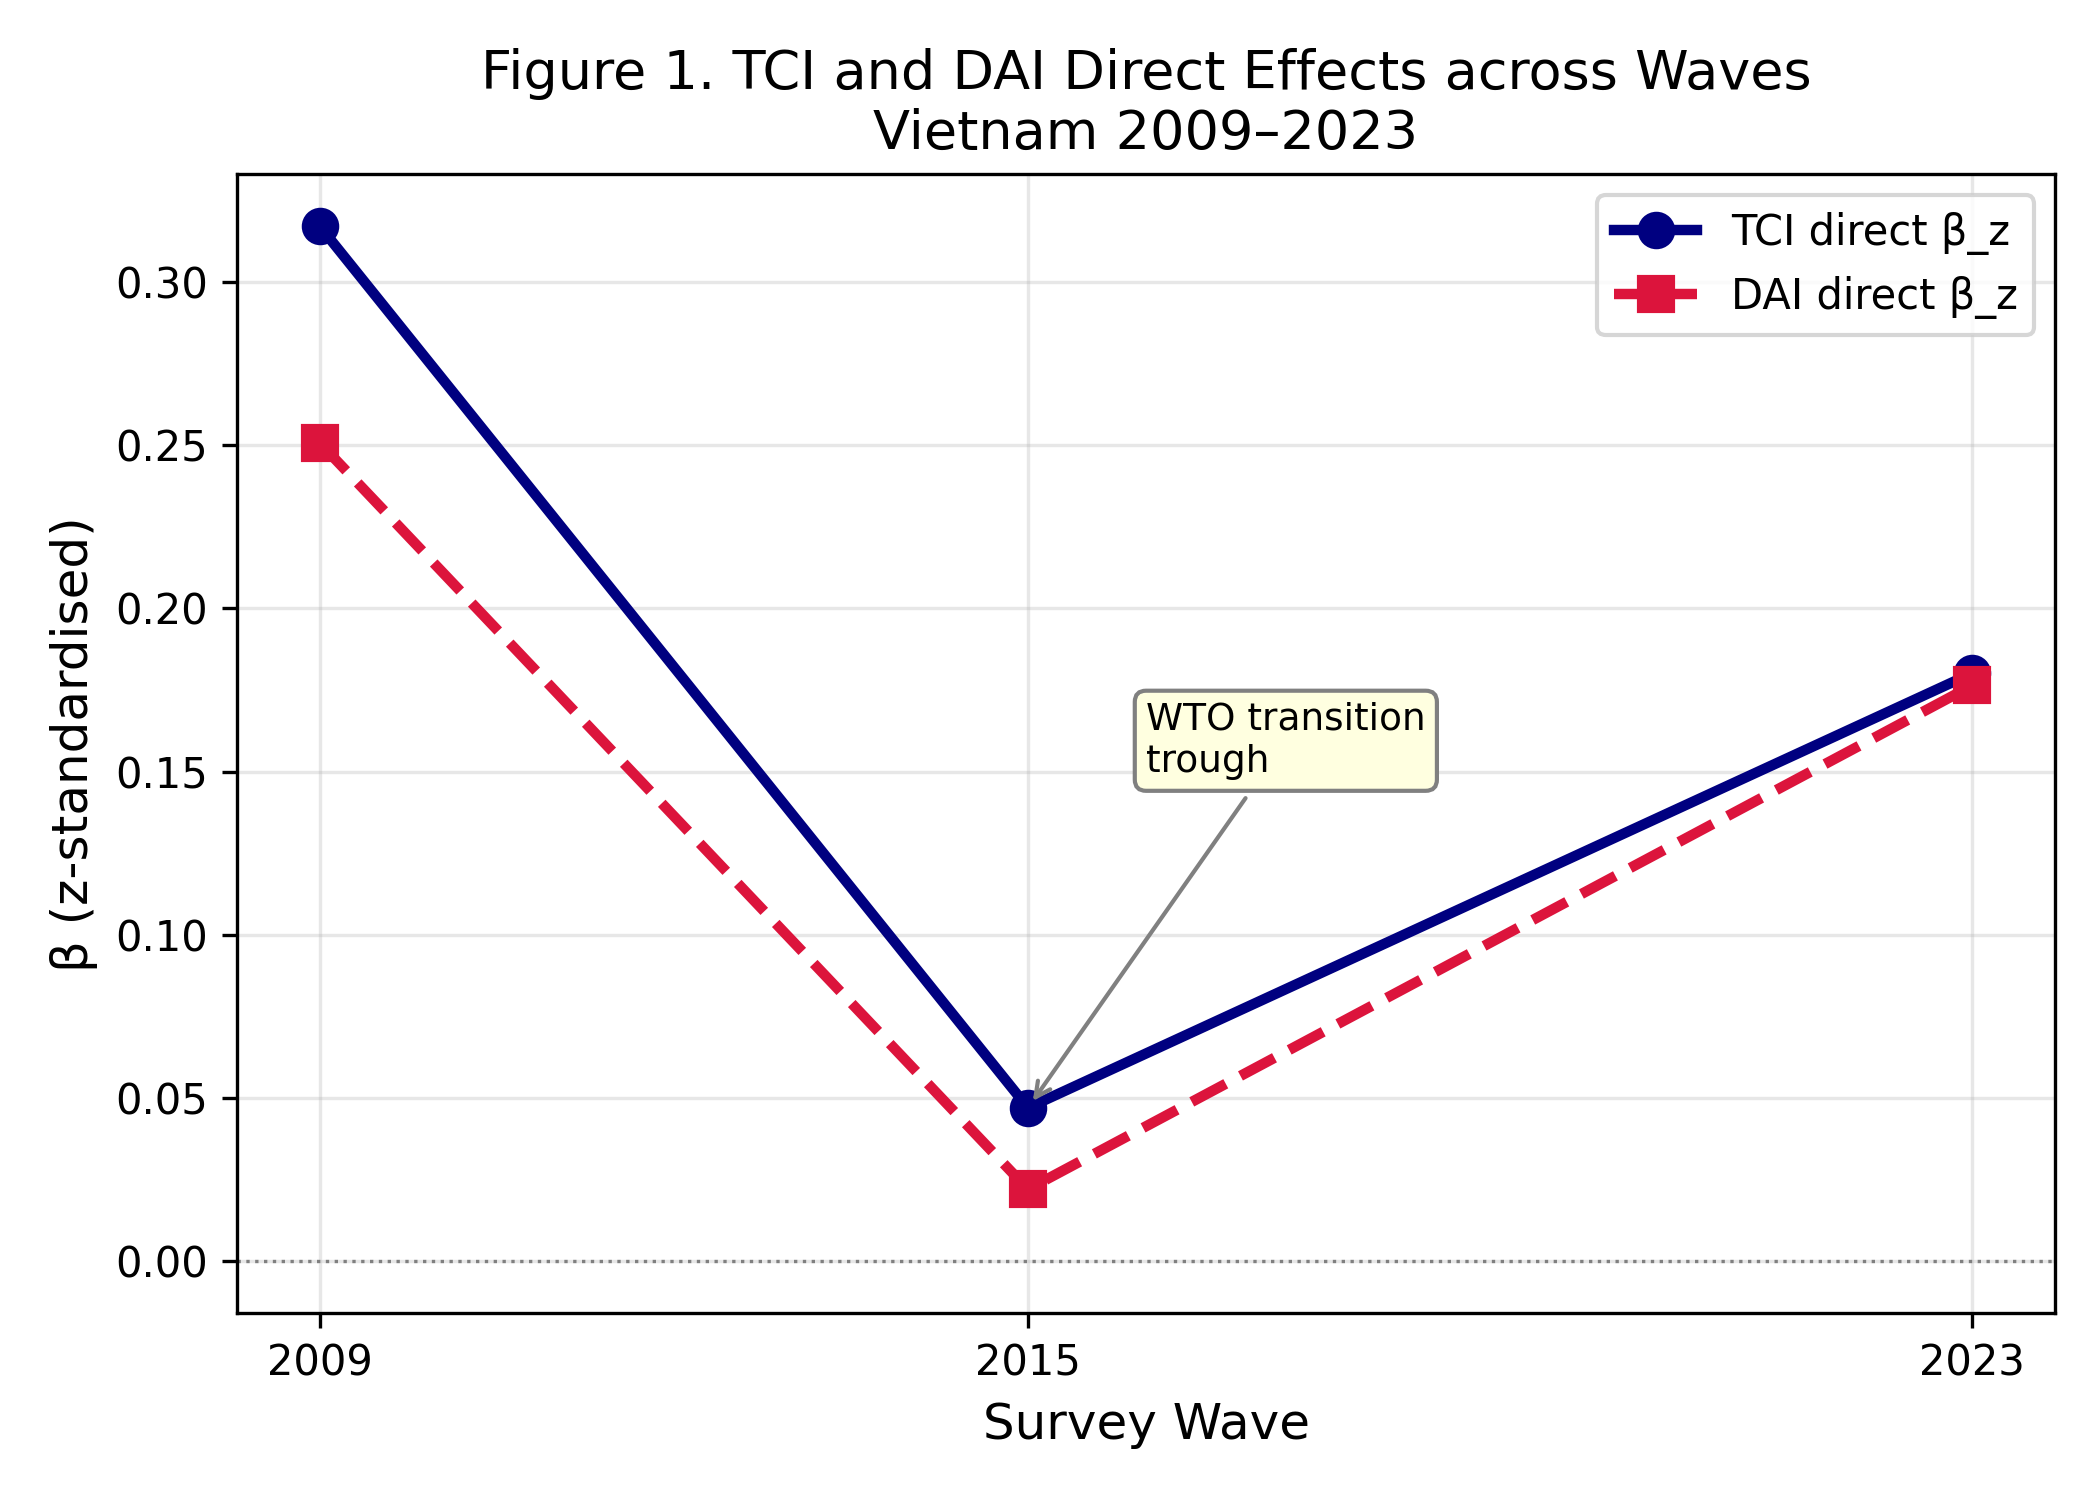 Figure 1. TCI and DAI Direct Effects across Waves
Vietnam 2009–2023
TCI direct β_z
DAI direct β_z
0.30
0.25
0.20
0.15
0.10
0.05
0.00
β (z-standardised)
WTO transition
trough
2009
2015
2023
Survey Wave